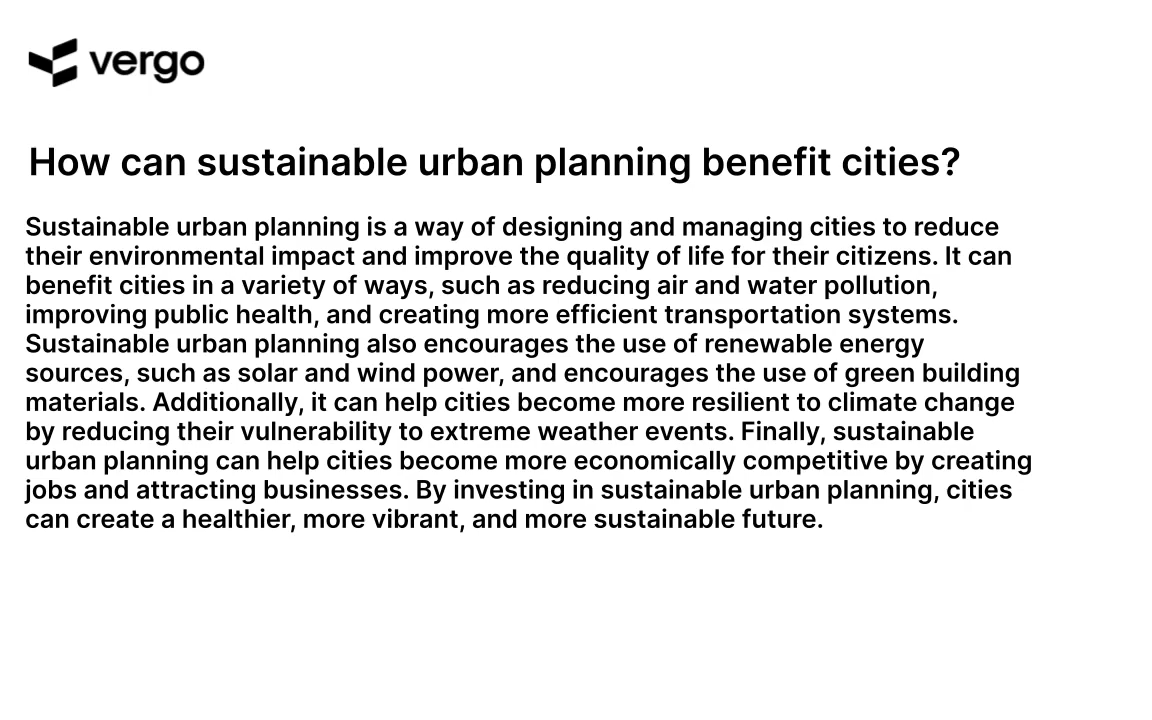 vergo
How can sustainable urban planning benefit cities?
Sustainable urban planning is a way of designing and managing cities to reduce
their environmental impact and improve the quality of life for their citizens. It can
benefit cities in a variety of ways, such as reducing air and water pollution,
improving public health, and creating more efficient transportation systems.
Sustainable urban planning also encourages the use of renewable energy
sources, such as solar and wind power, and encourages the use of green building
materials. Additionally, it can help cities become more resilient to climate change
by reducing their vulnerability to extreme weather events. Finally, sustainable
urban planning can help cities become more economically competitive by creating
jobs and attracting businesses. By investing in sustainable urban planning, cities
can create a healthier, more vibrant, and more sustainable future.